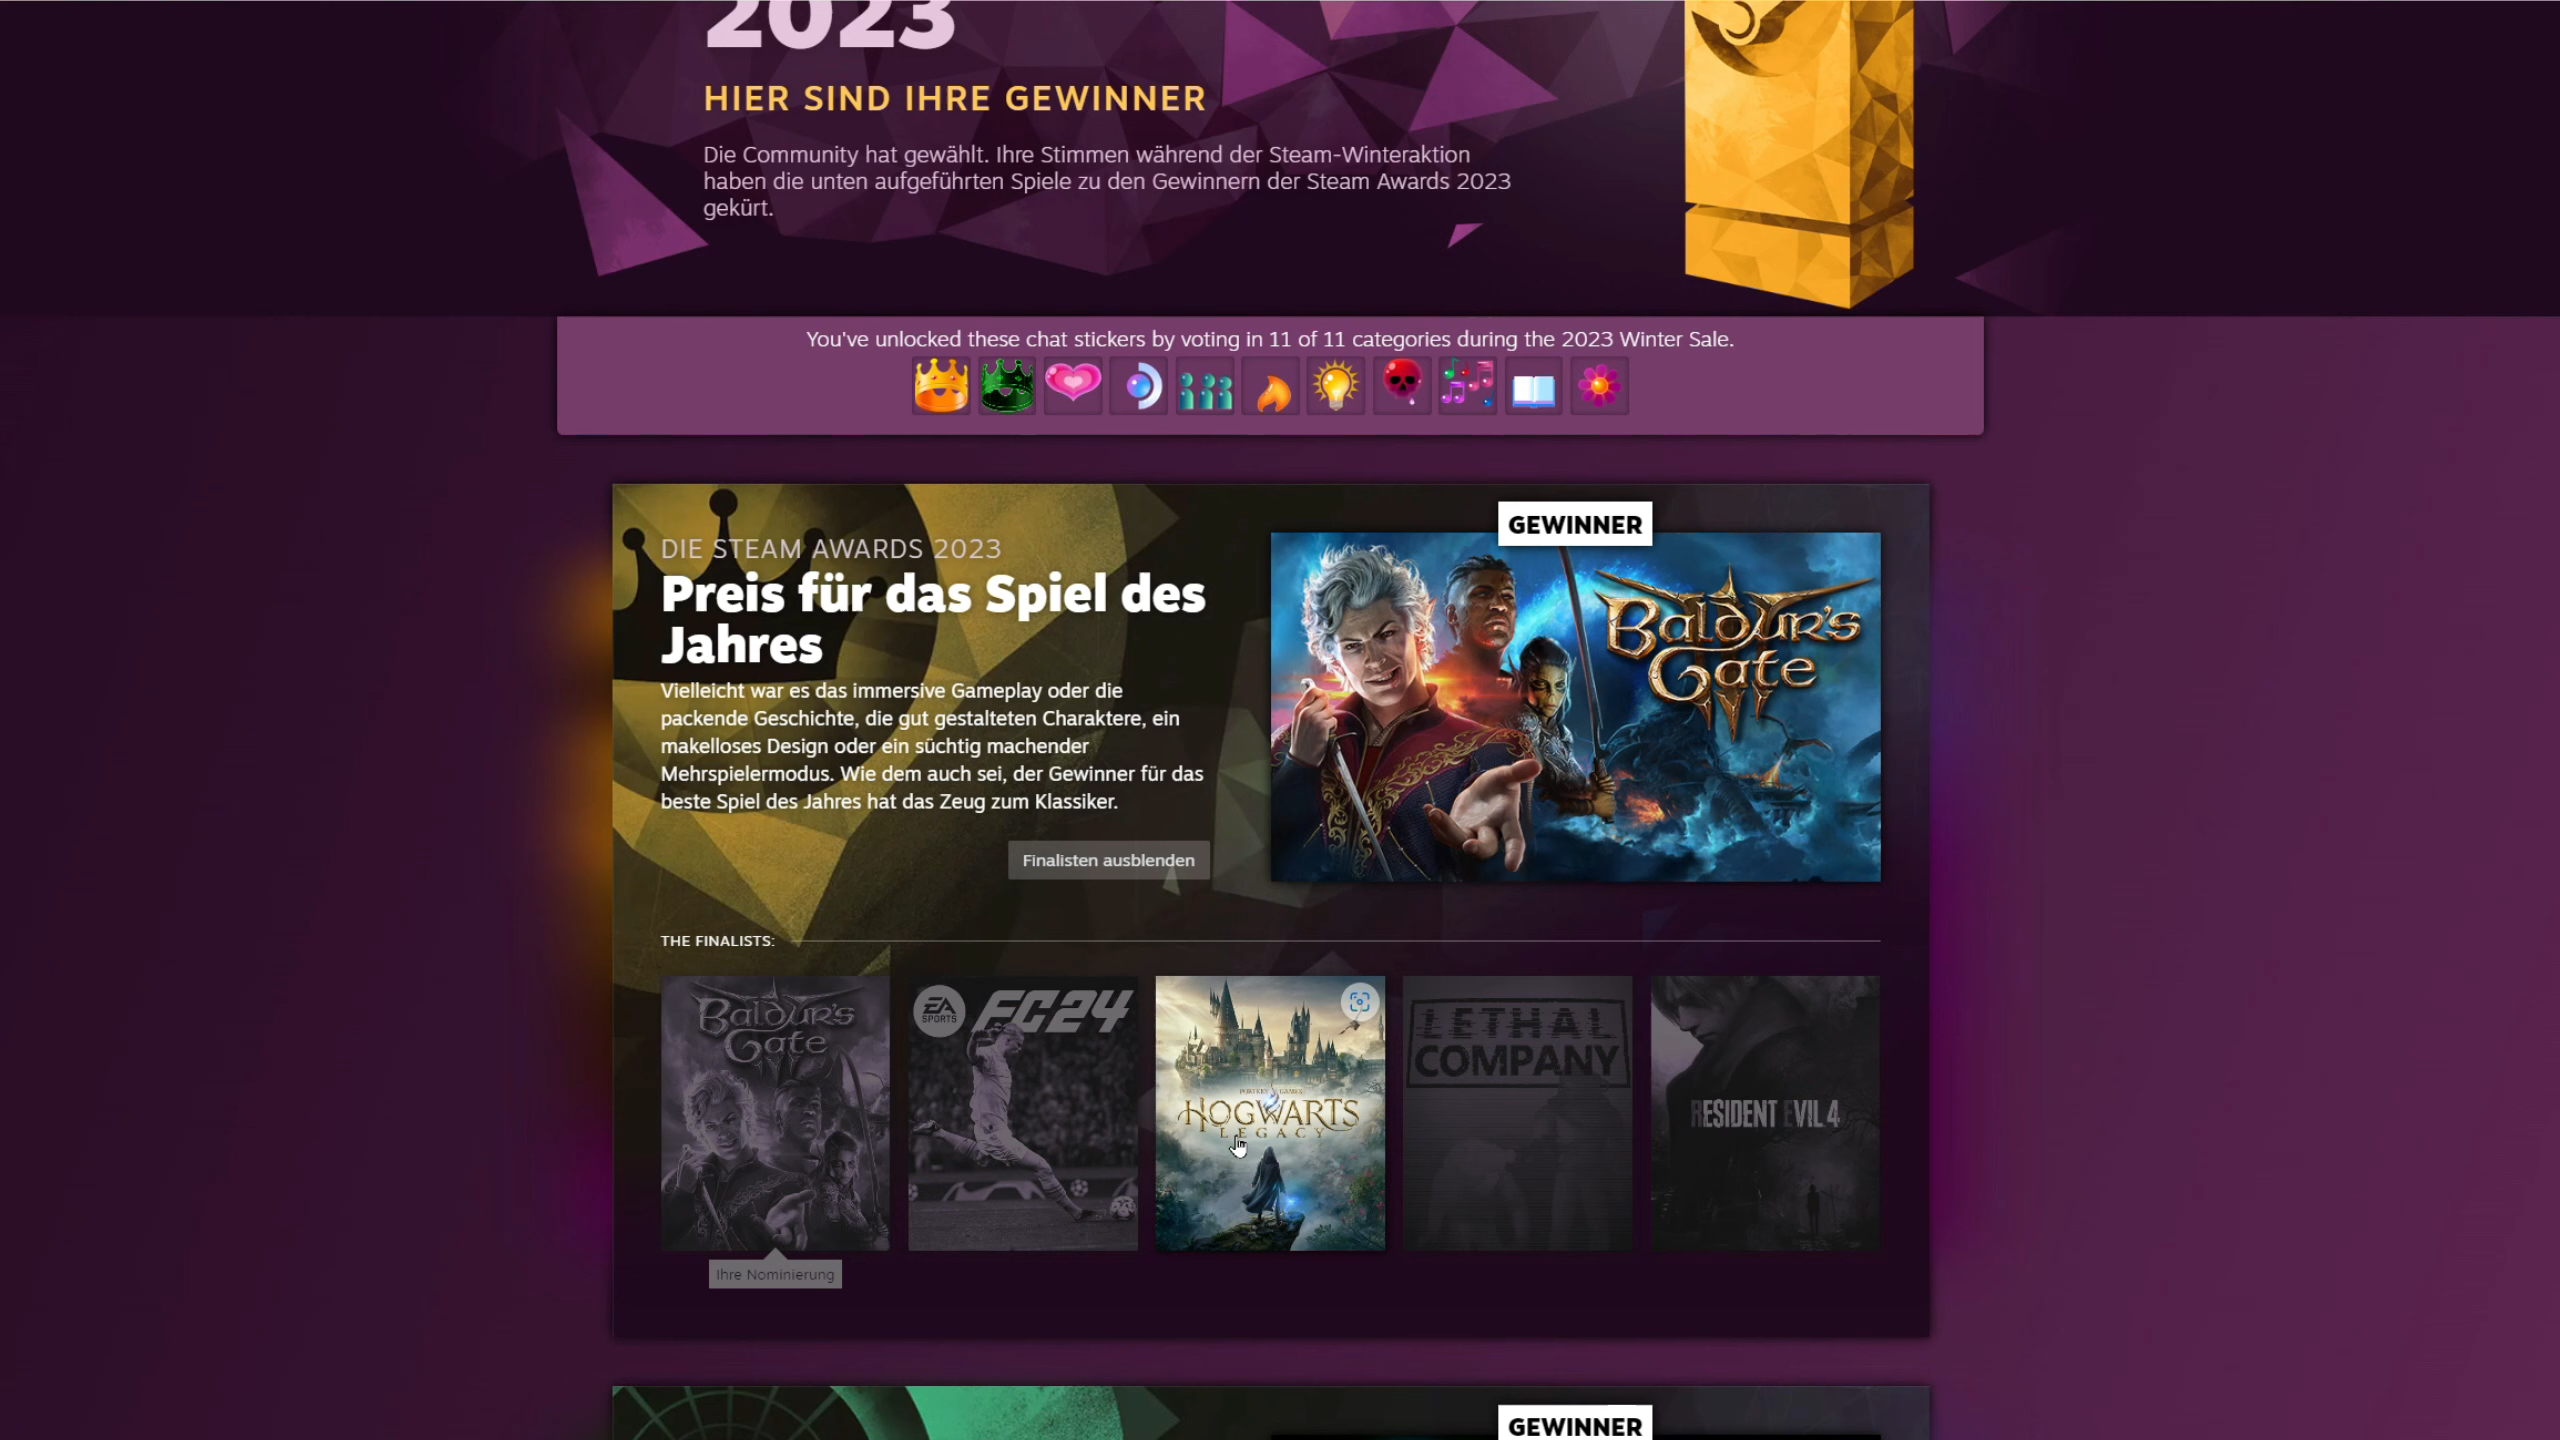 2023
HIER SIND IHRE GEWINNER
Die Community hat gewählt. Ihre Stimmen während der Steam-Winteraktion
haben die unten aufgeführten Spiele zu den Gewinnern der Steam Awards 2023
gekürt.
You've unlocked these chat stickers by voting in 11 of 11 categories during the 2023 Winter Sale.
DIE STEAM AWARDS 2023
Preis für das Spiel des
Jahres
Vielleicht war es das immersive Gameplay oder die
packende Geschichte, die gut gestalteten Charaktere, ein
makelloses Design oder ein süchtig machender
Mehrspielermodus. Wie dem auch sei, der Gewinner für das
beste Spiel des Jahres hat das Zeug zum Klassiker.
Finalisten ausblenden
GEWINNER
Baldur's
Gate
III
THE FINALISTS:
Baldur's
Gate
EA
SPORTS
FC24
PORTKEY GAMES
HOGWARTS
LEGACY
LETHAL
COMPANY
RESIDENT EVIL 4
Ihre Nominierung
GEWINNER